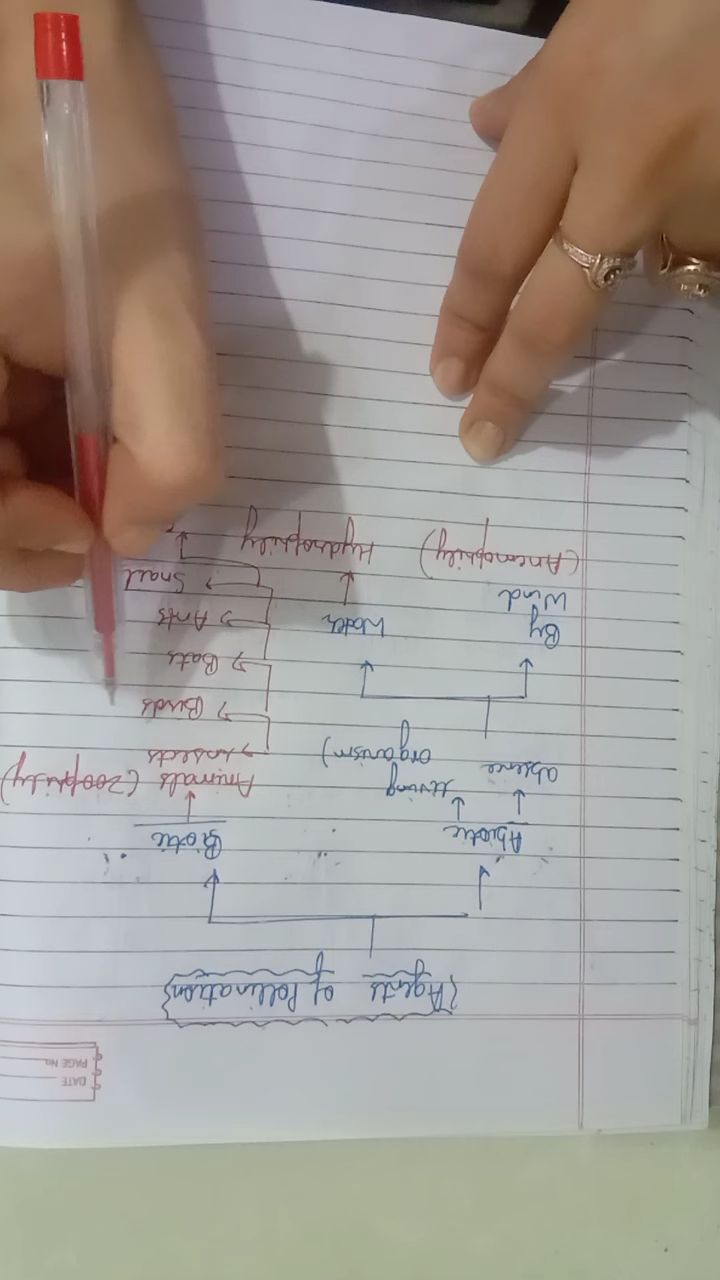 DATE
PAGE No.
{Agents of Pollination}
Abiotic Biotic
absence living organism)
Animals (Zoophily)
→ insects
→ Birds
→ Bats
→ Ants
→ Snail
By Wind
Water
(Anemophily)
Hydrophily